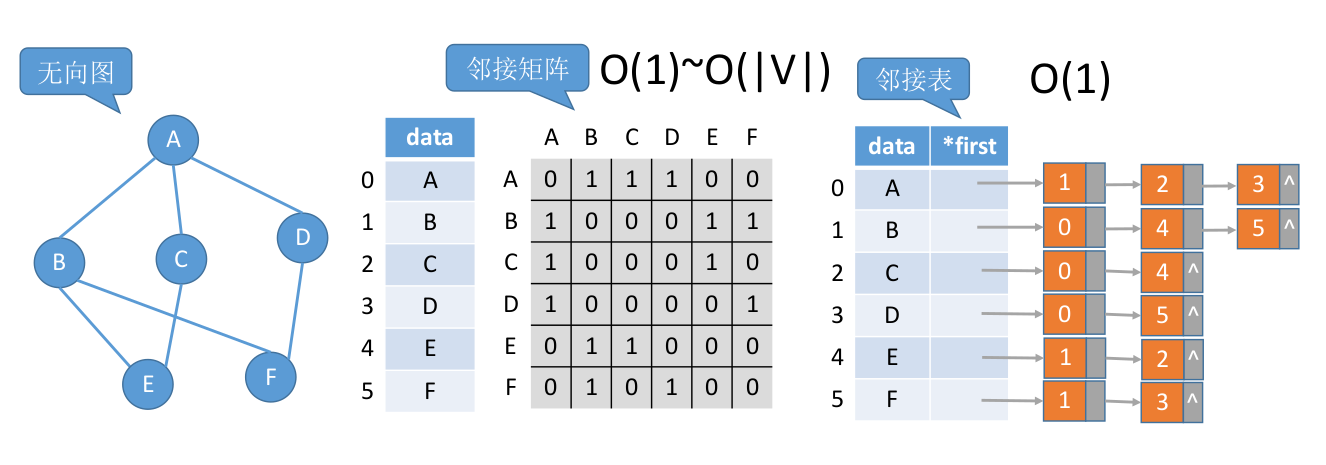 无向图
A
B
C
D
E
F
data
0 A
1 B
2 C
3 D
4 E
5 F
邻接矩阵 O(1)~O(|V|)
A B C D E F
A 0 1 1 1 0 0
B 1 0 0 0 1 1
C 1 0 0 0 1 0
D 1 0 0 0 0 1
E 0 1 1 0 0 0
F 0 1 0 1 0 0
邻接表 O(1)
data *first
0 A 1 2 3 ^
1 B 0 4 5 ^
2 C 0 4 ^
3 D 0 5 ^
4 E 1 2 ^
5 F 1 3 ^